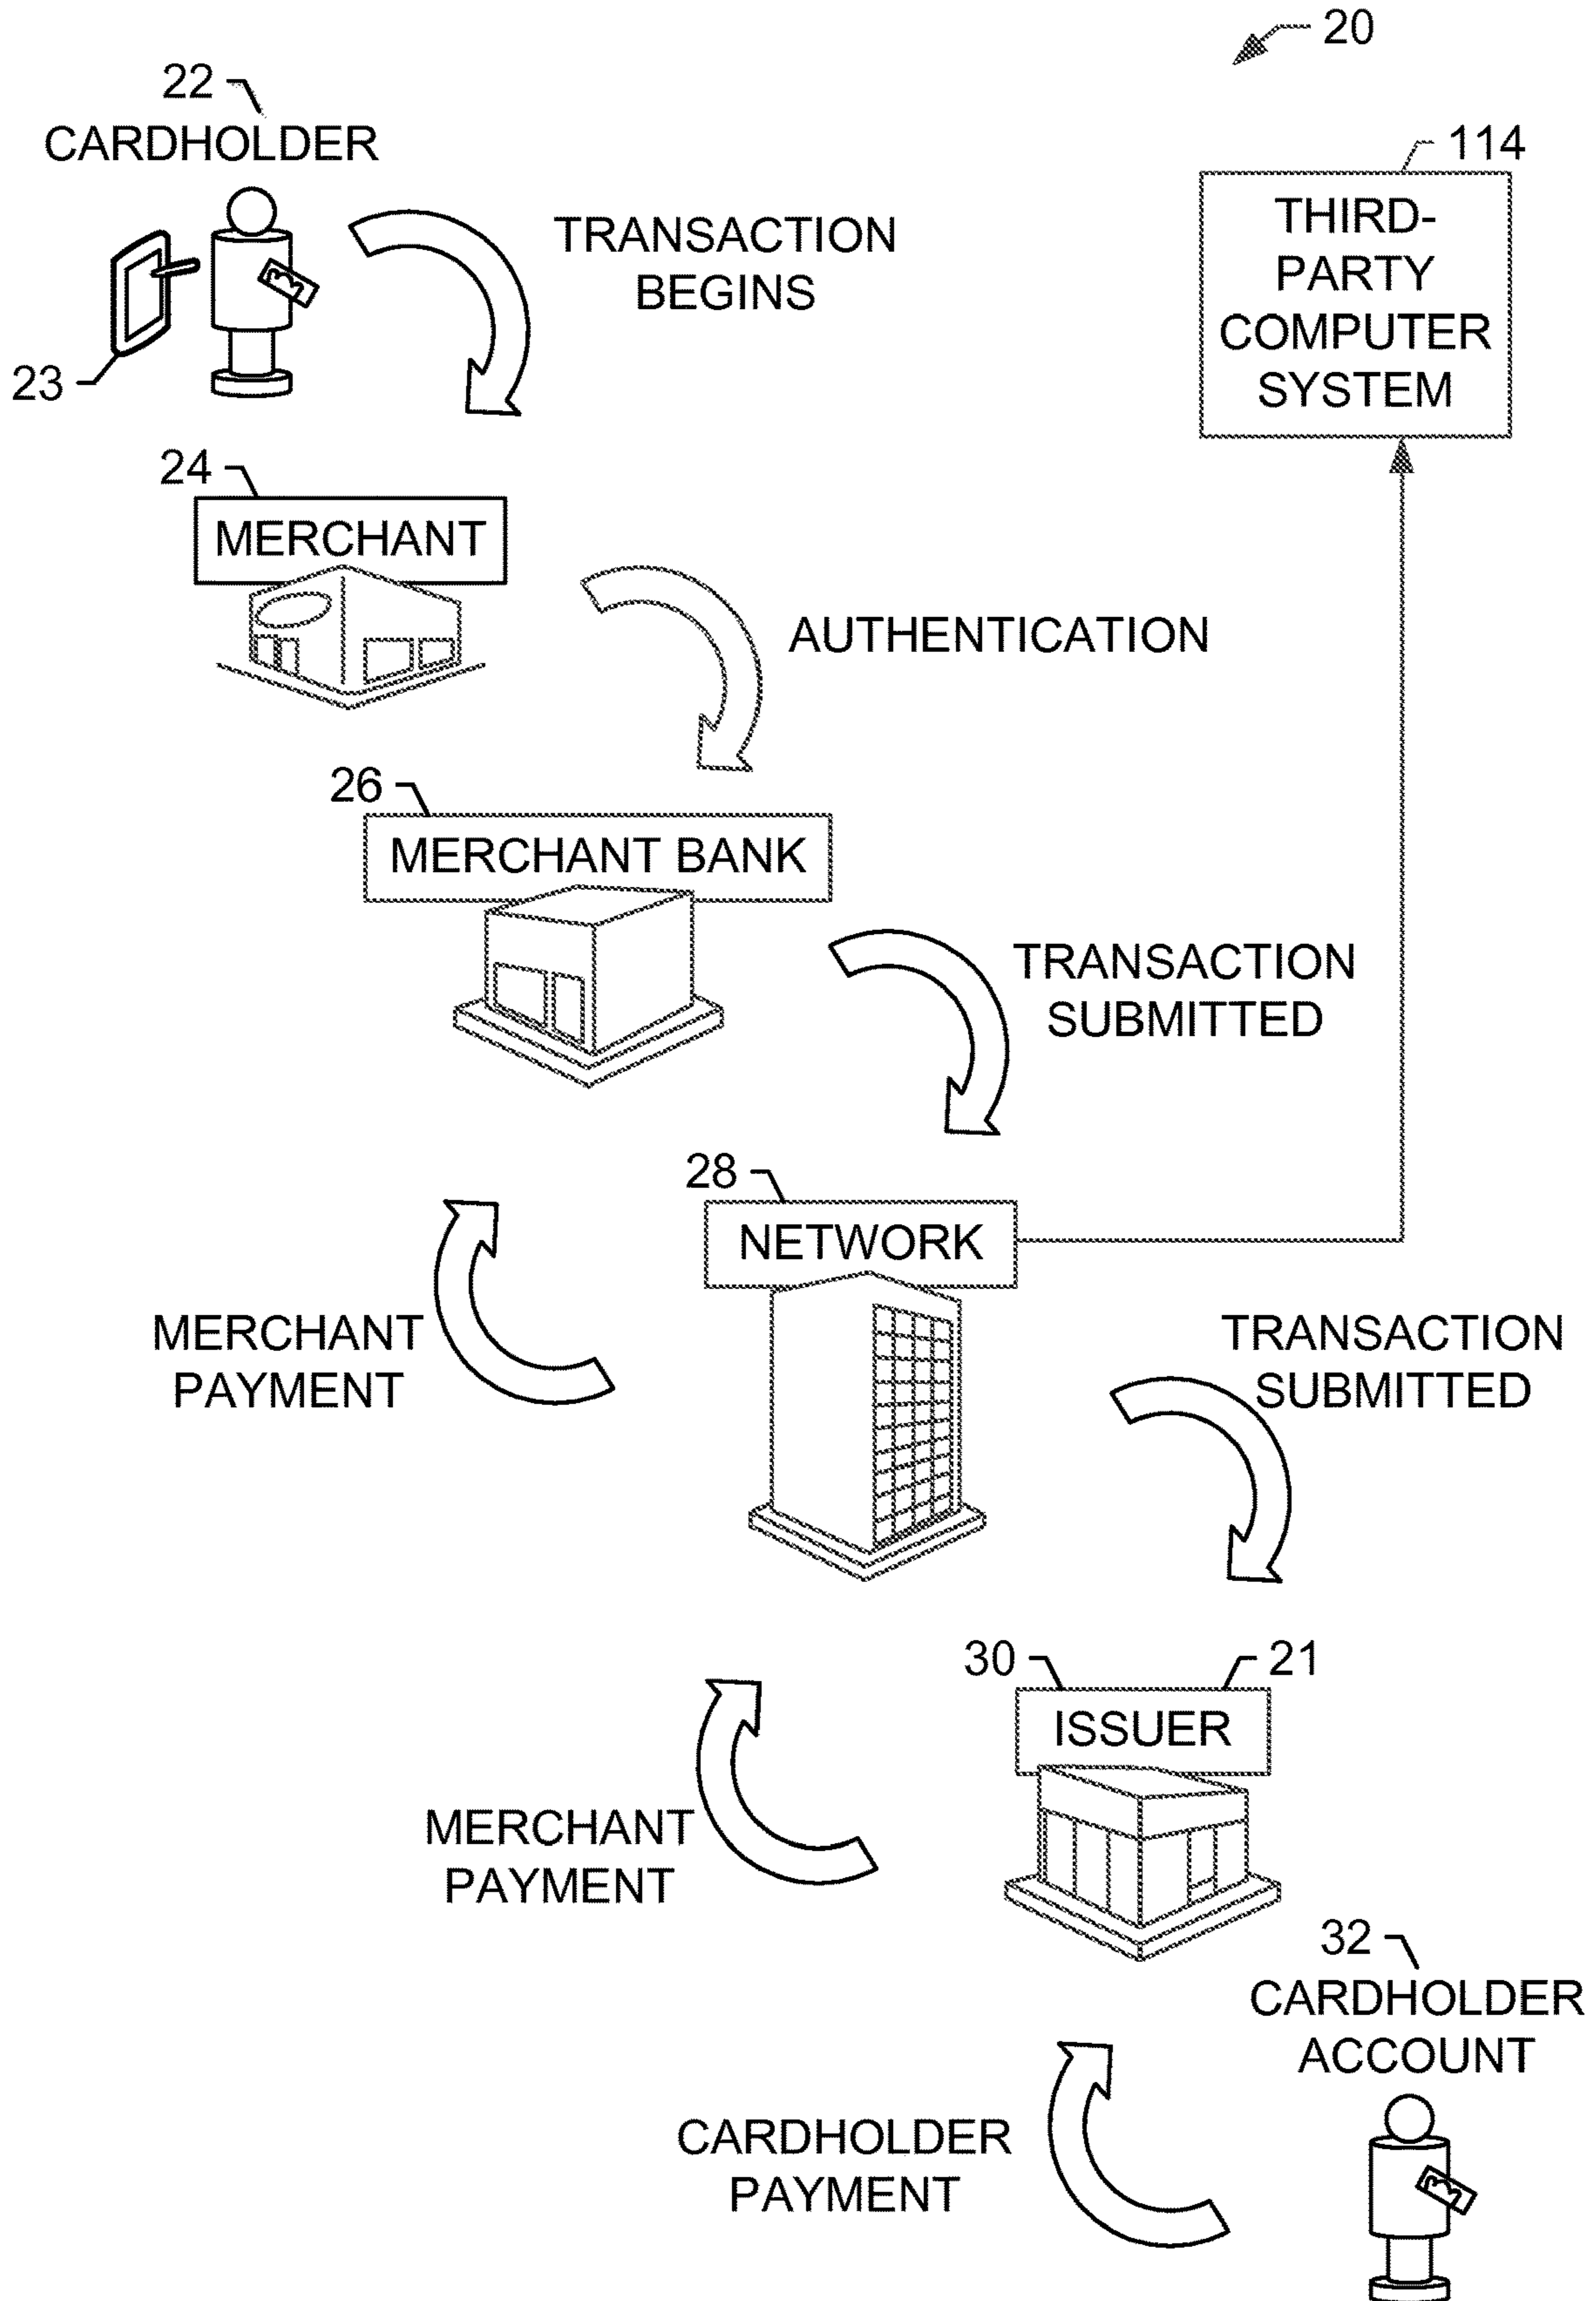 20
22
CARDHOLDER
114
THIRD-
PARTY
COMPUTER
SYSTEM
TRANSACTION
BEGINS
23
24
MERCHANT
AUTHENTICATION
26
MERCHANT BANK
TRANSACTION
SUBMITTED
28
NETWORK
MERCHANT
PAYMENT
TRANSACTION
SUBMITTED
30
21
ISSUER
MERCHANT
PAYMENT
32
CARDHOLDER
ACCOUNT
CARDHOLDER
PAYMENT